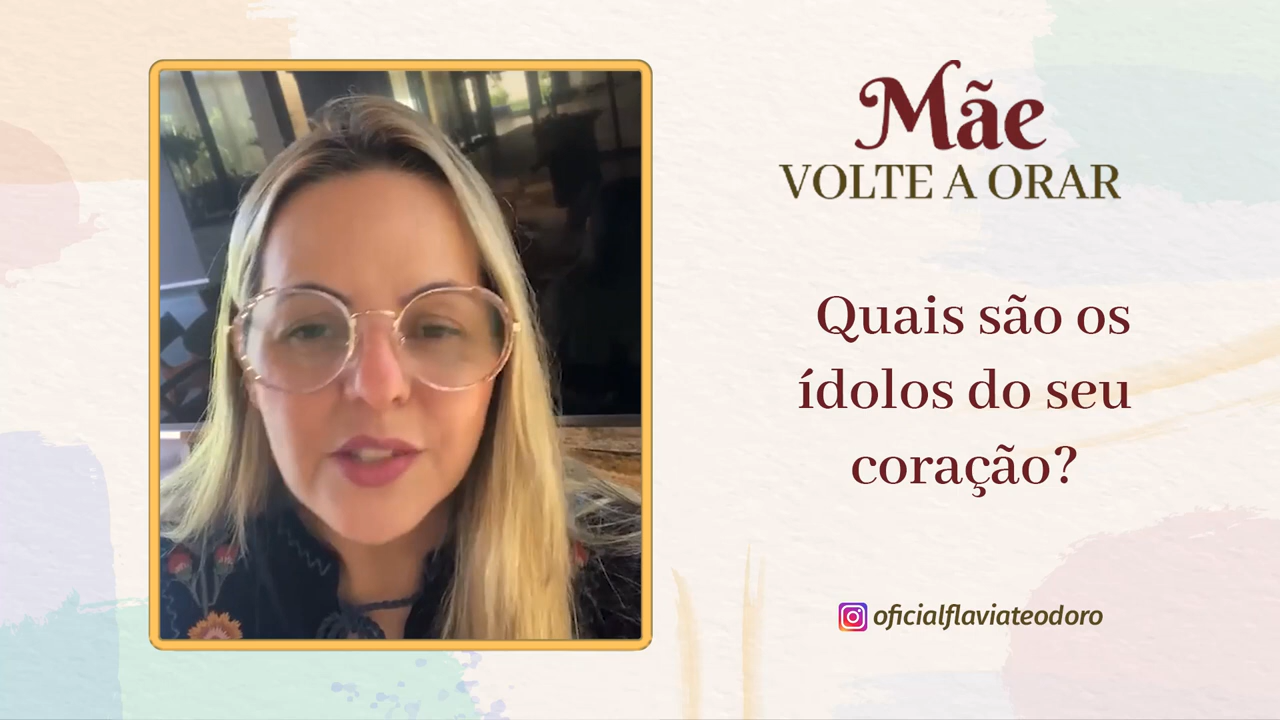 Mãe
VOLTE A ORAR
Quais são os
ídolos do seu
coração?
oficialflaviateodoro